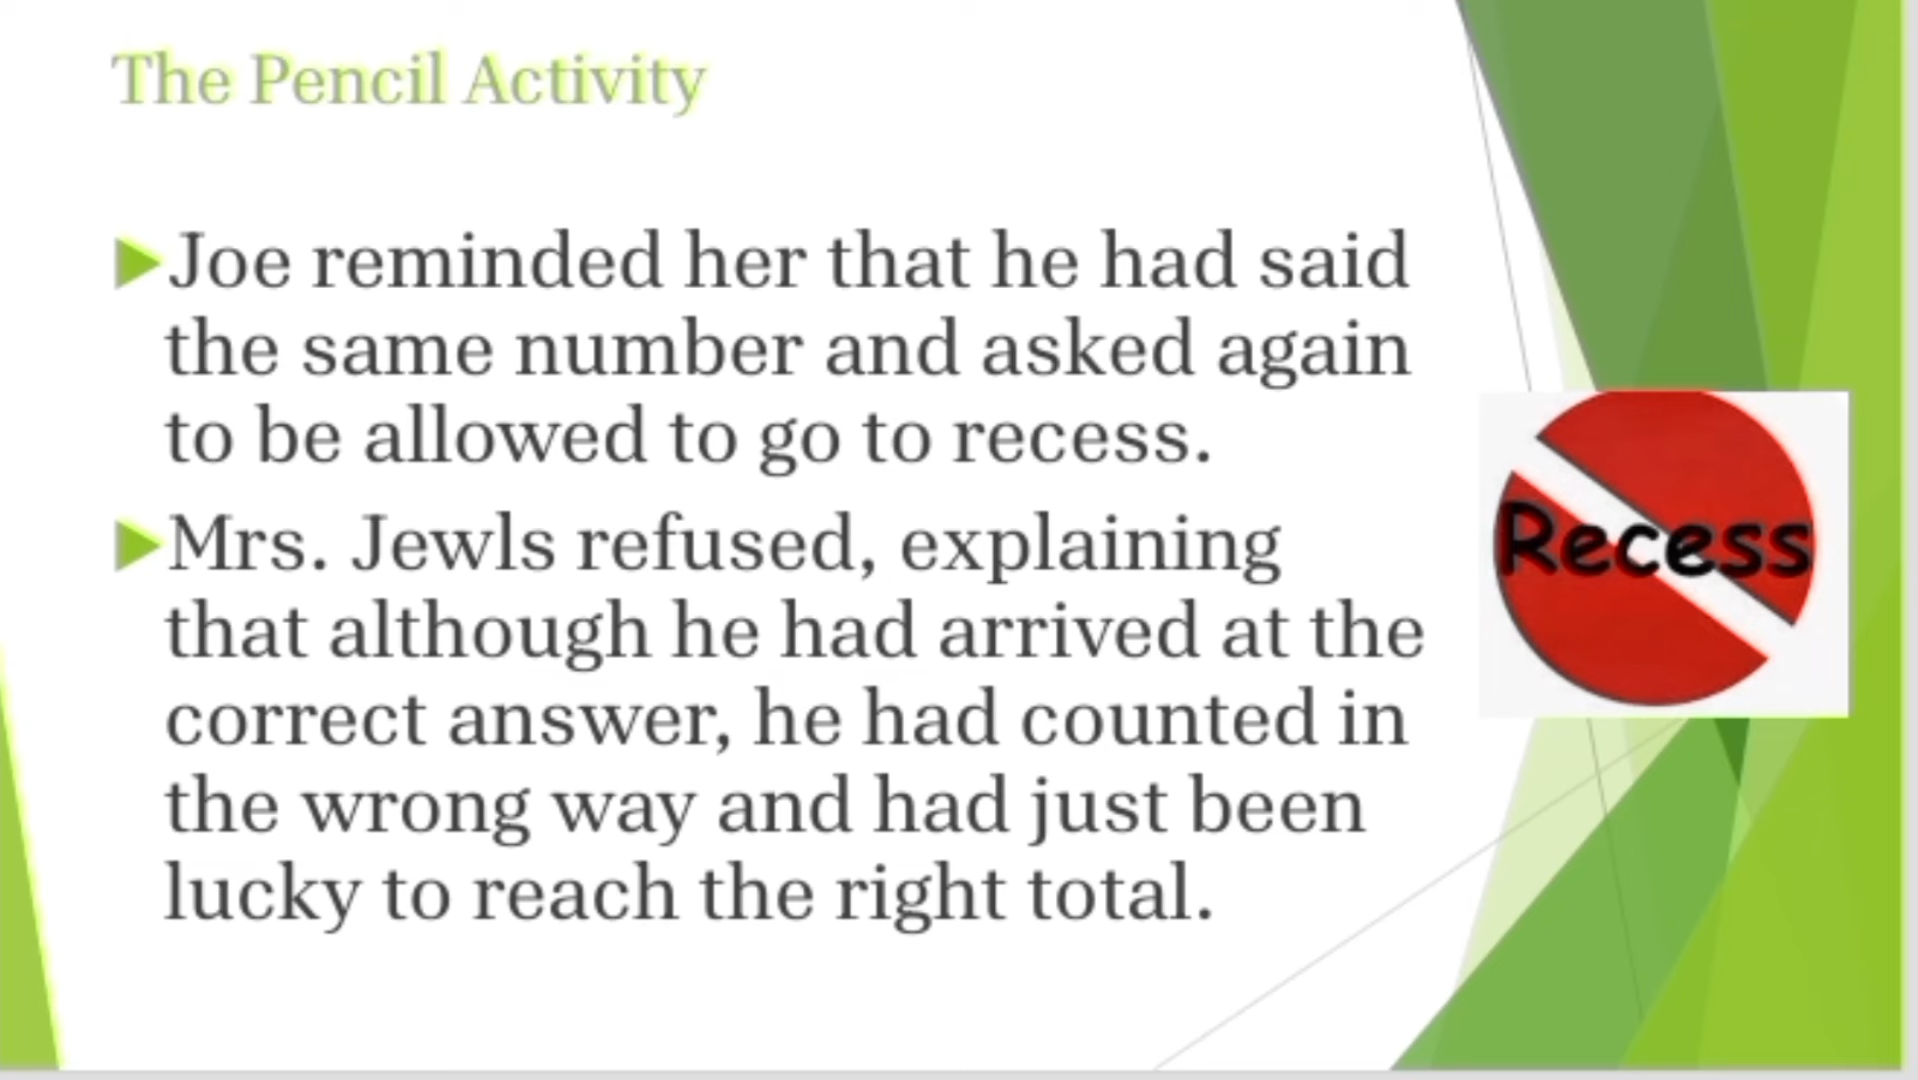 The Pencil Activity
Joe reminded her that he had said
the same number and asked again
to be allowed to go to recess.
Mrs. Jewls refused, explaining
that although he had arrived at the
correct answer, he had counted in
the wrong way and had just been
lucky to reach the right total.
Recess